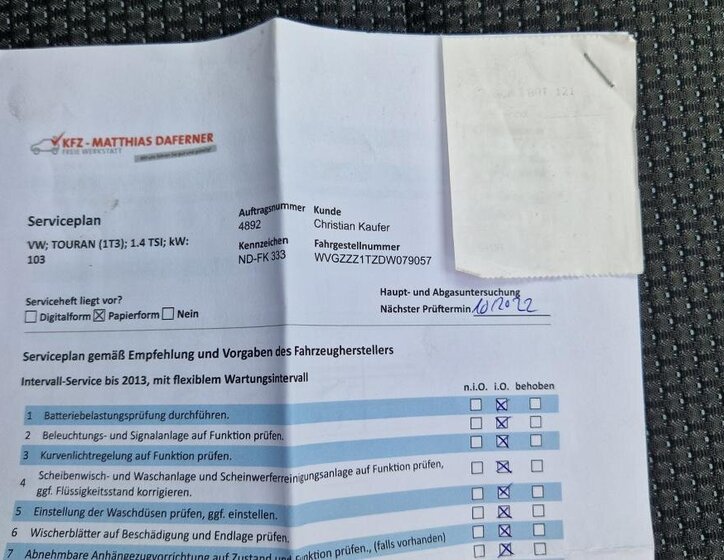 KFZ - MATTHIAS DAFERNER
FREIE WERKSTATT
Serviceplan
VW; TOURAN (1T3); 1.4 TSI; kW:
103
Auftragsnummer
4892
Kennzeichen
ND-FK 333
Kunde
Christian Kaufer
Fahrgestellnummer
WVGZZZ1TZDW079057
Serviceheft liegt vor?
Digitalform Papierform Nein
Haupt- und Abgasuntersuchung
Nächster Prüftermin 10/2022
Serviceplan gemäß Empfehlung und Vorgaben des Fahrzeugherstellers
Intervall-Service bis 2013, mit flexiblem Wartungsintervall
n.i.O. i.O. behoben
1 Batteriebelastungsprüfung durchführen.
2 Beleuchtungs- und Signalanlage auf Funktion prüfen.
3 Kurvenlichtregelung auf Funktion prüfen.
4 Scheibenwisch- und Waschanlage und Scheinwerferreinigungsanlage auf Funktion prüfen,
ggf. Flüssigkeitsstand korrigieren.
5 Einstellung der Waschdüsen prüfen, ggf. einstellen.
6 Wischerblätter auf Beschädigung und Endlage prüfen.
7 Abnehmbare Anhängezugvorrichtung auf Zustand und Funktion prüfen., (falls vorhanden)